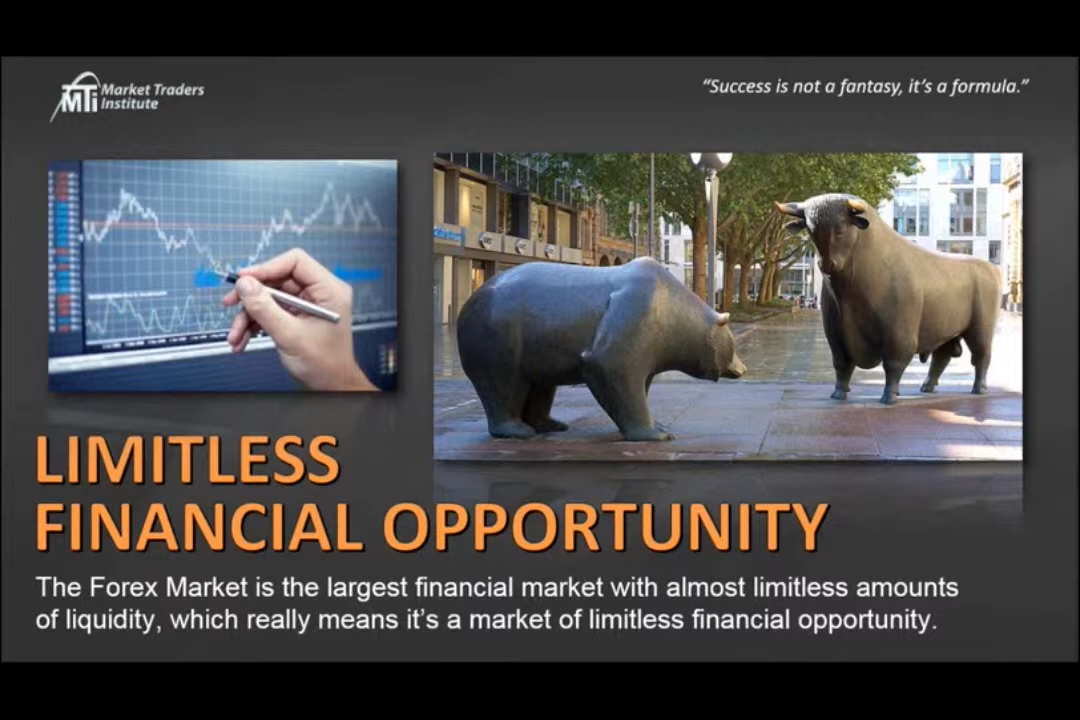 MTI Market Traders
Institute
“Success is not a fantasy, it’s a formula.”
LIMITLESS
FINANCIAL OPPORTUNITY
The Forex Market is the largest financial market with almost limitless amounts
of liquidity, which really means it’s a market of limitless financial opportunity.